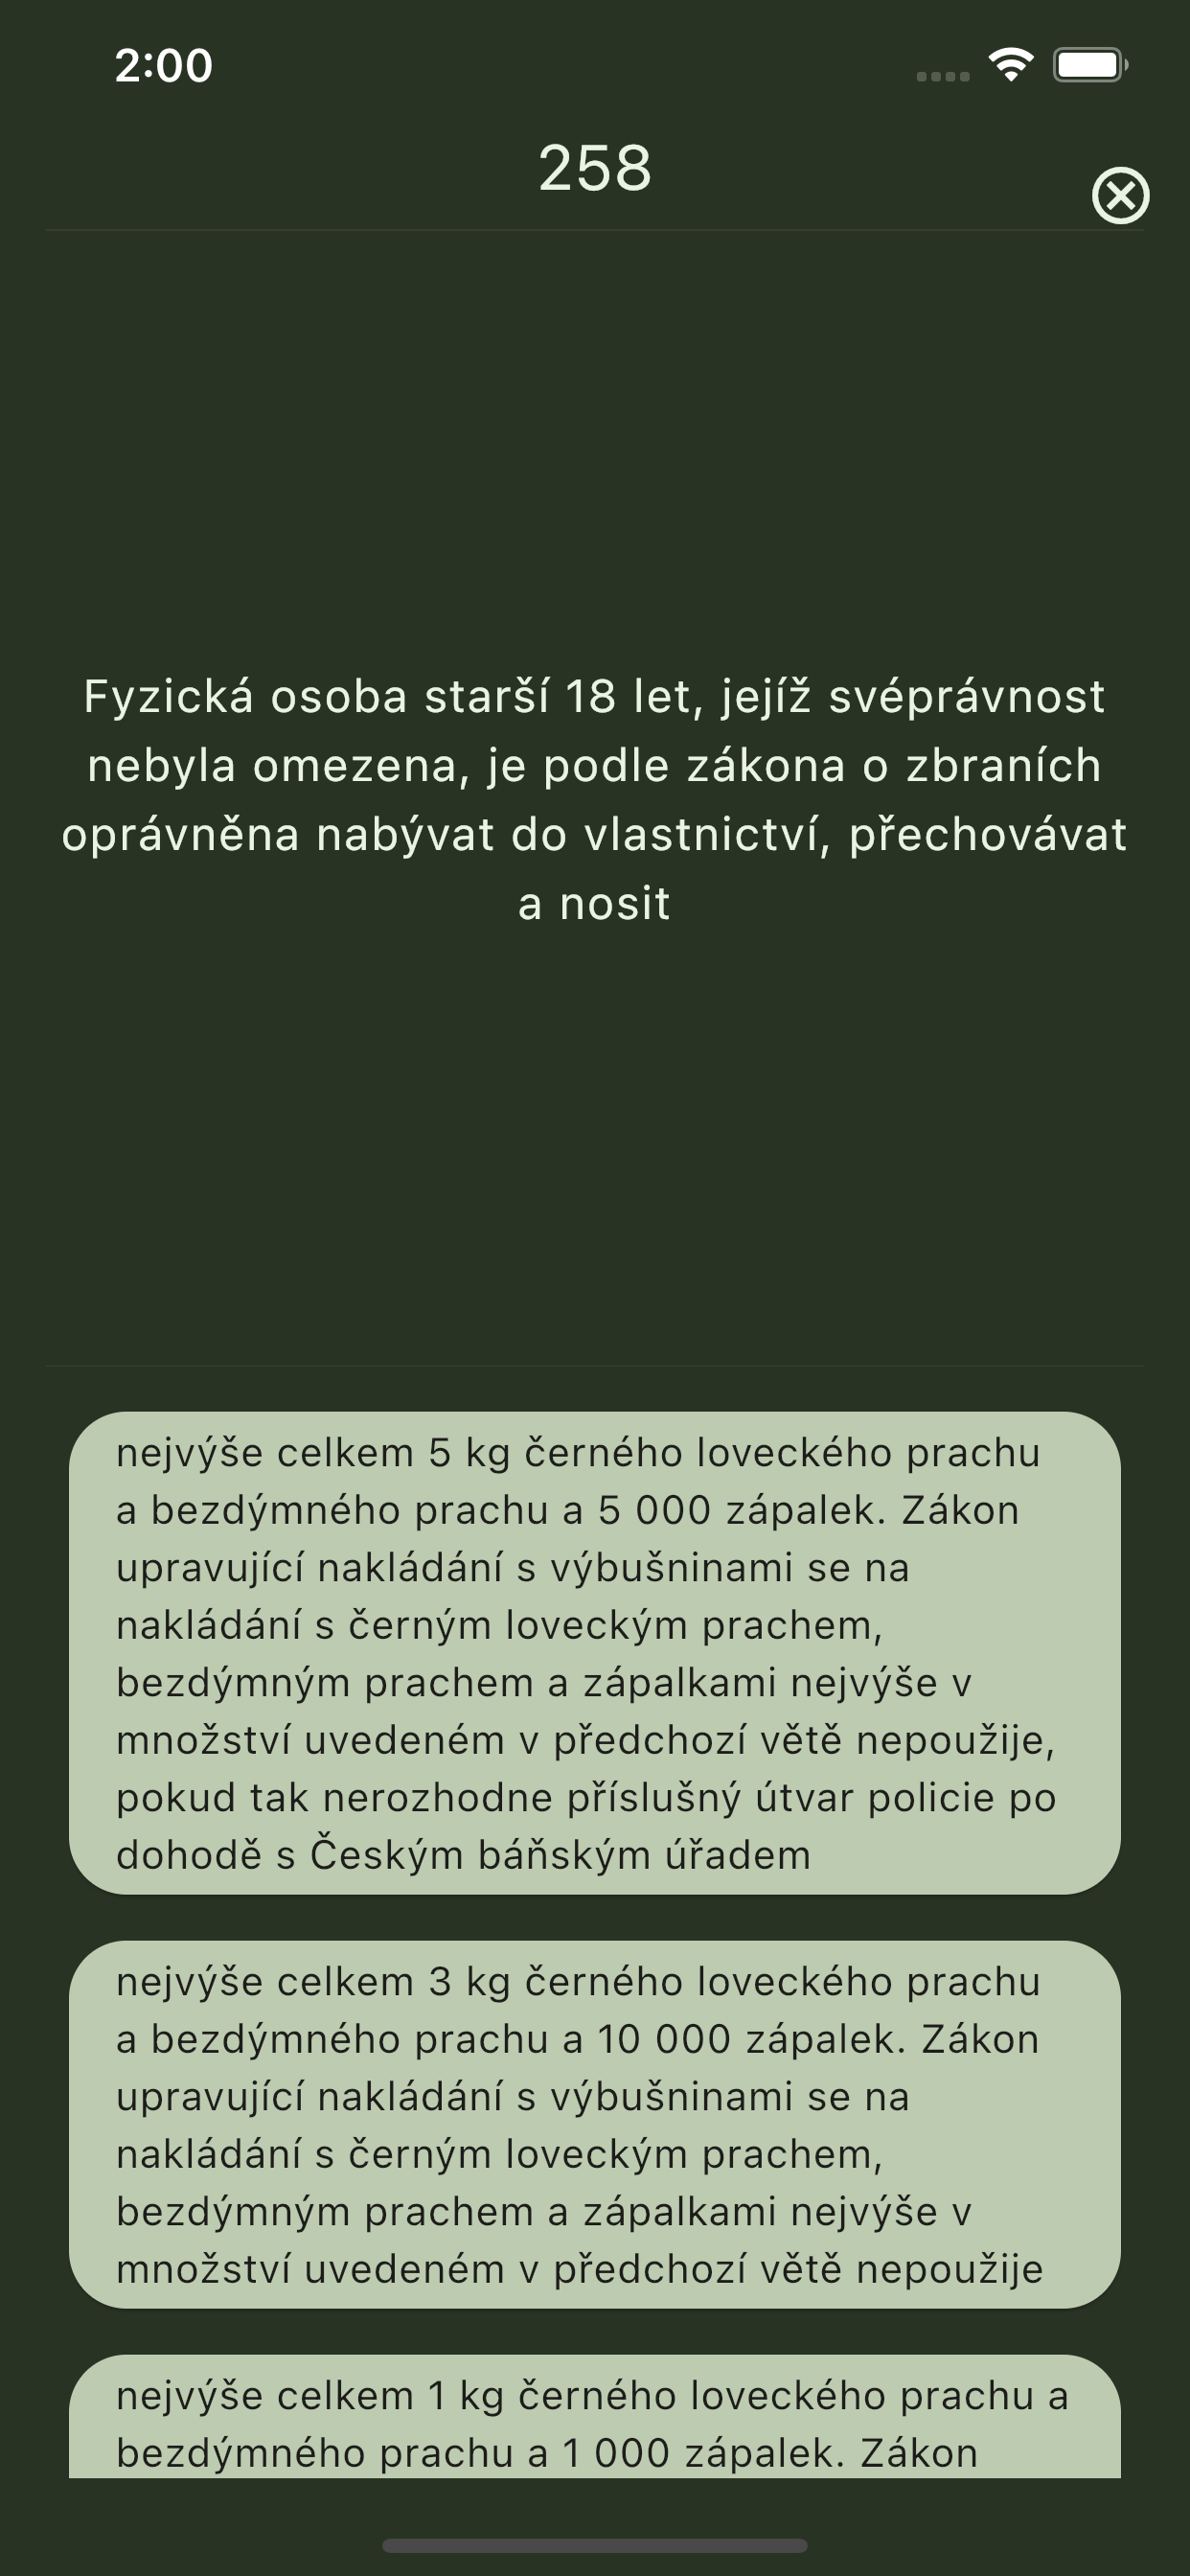 2:00
258
Fyzická osoba starší 18 let, jejíž svéprávnost
nebyla omezena, je podle zákona o zbraních
oprávněna nabývat do vlastnictví, přechovávat
a nosit
nejvýše celkem 5 kg černého loveckého prachu
a bezdýmného prachu a 5 000 zápalek. Zákon
upravující nakládání s výbušninami se na
nakládání s černým loveckým prachem,
bezdýmným prachem a zápalkami nejvýše v
množství uvedeném v předchozí větě nepoužije,
pokud tak nerozhodne příslušný útvar policie po
dohodě s Českým báňským úřadem
nejvýše celkem 3 kg černého loveckého prachu
a bezdýmného prachu a 10 000 zápalek. Zákon
upravující nakládání s výbušninami se na
nakládání s černým loveckým prachem,
bezdýmným prachem a zápalkami nejvýše v
množství uvedeném v předchozí větě nepoužije
nejvýše celkem 1 kg černého loveckého prachu a
bezdýmného prachu a 1 000 zápalek. Zákon